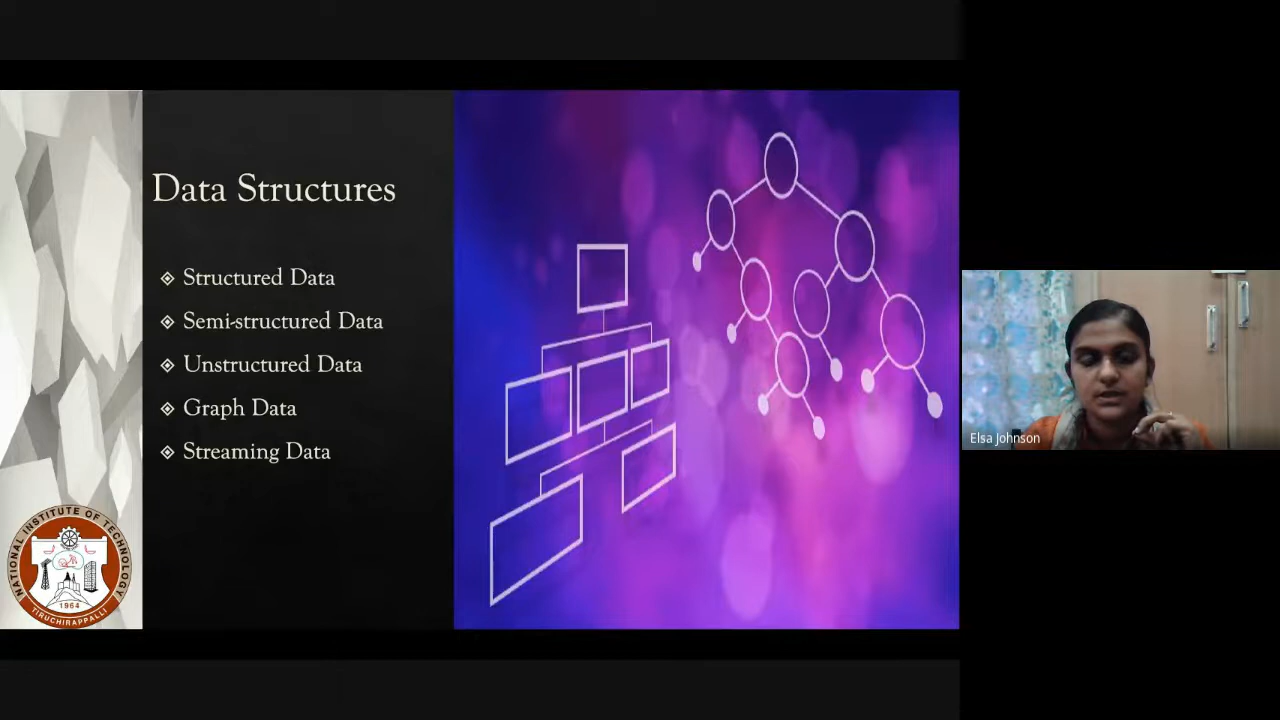 Data Structures
Structured Data
Semi-structured Data
Unstructured Data
Graph Data
Streaming Data
NATIONAL INSTITUTE OF TECHNOLOGY
1964
TIRUCHIRAPPALLI
Elsa Johnson